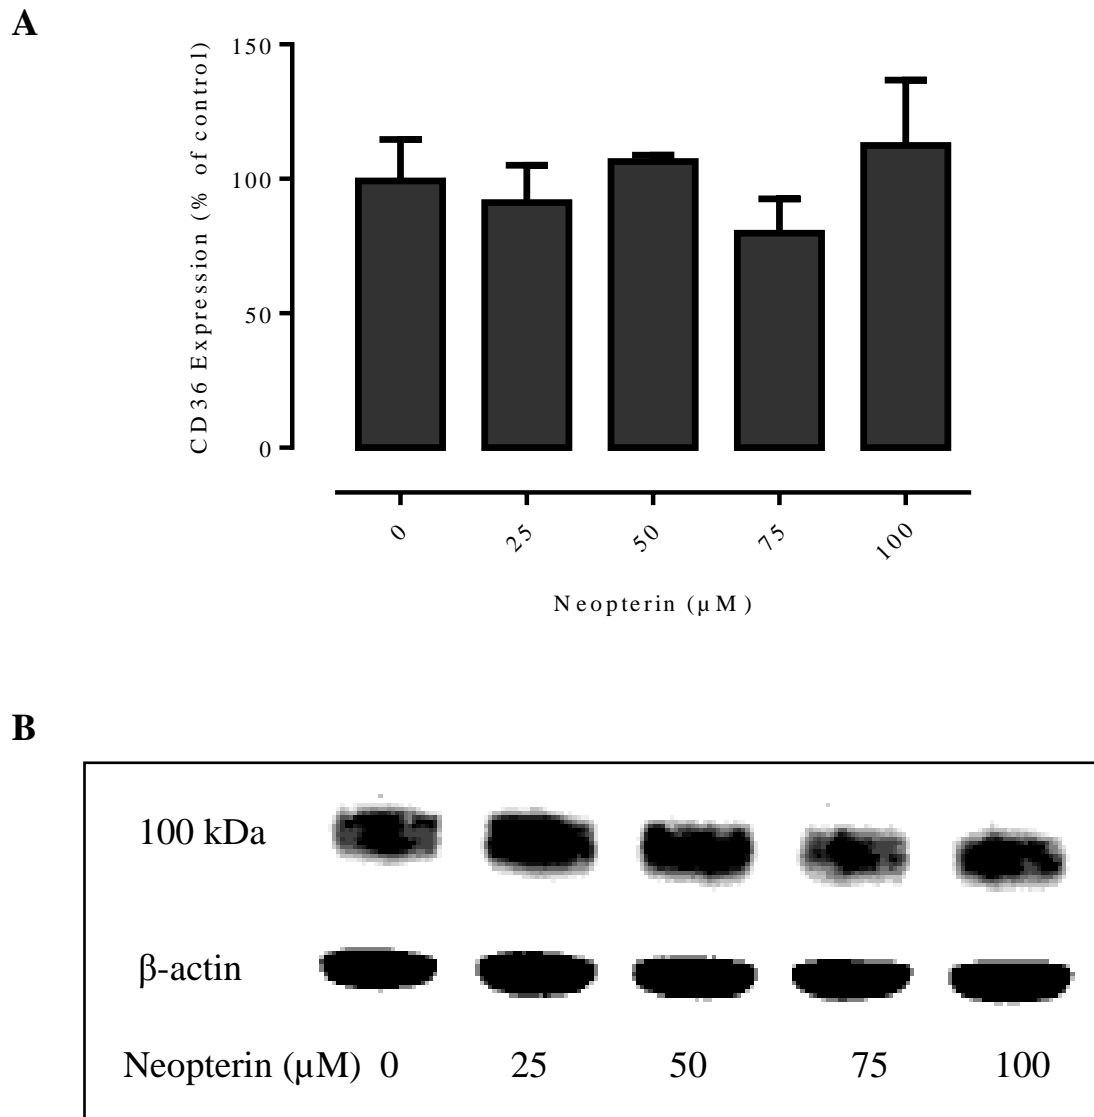 A
CD36 Expression (% of control)
150
100
50
0
0
25
50
75
100
Neopterin (µM)
B
100 kDa
β-actin
Neopterin (µM) 0 25 50 75 100